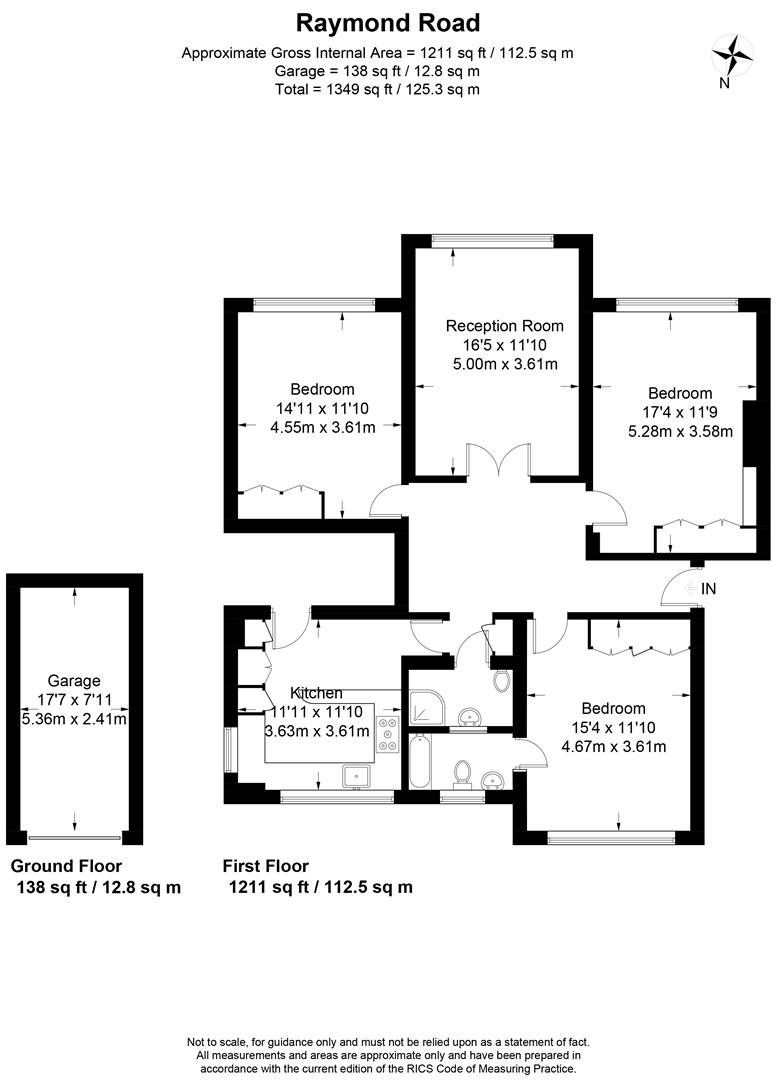 Raymond Road
Approximate Gross Internal Area = 1211 sq ft / 112.5 sq m
Garage = 138 sq ft / 12.8 sq m
Total = 1349 sq ft / 125.3 sq m
N
Reception Room
16'5 x 11'10
5.00m x 3.61m
Bedroom
14'11 x 11'10
4.55m x 3.61m
Bedroom
17'4 x 11'9
5.28m x 3.58m
IN
Garage
17'7 x 7'11
5.36m x 2.41m
Kitchen
11'11 x 11'10
3.63m x 3.61m
Bedroom
15'4 x 11'10
4.67m x 3.61m
Ground Floor
138 sq ft / 12.8 sq m
First Floor
1211 sq ft / 112.5 sq m
Not to scale, for guidance only and must not be relied upon as a statement of fact.
All measurements and areas are approximate only and have been prepared in
accordance with the current edition of the RICS Code of Measuring Practice.